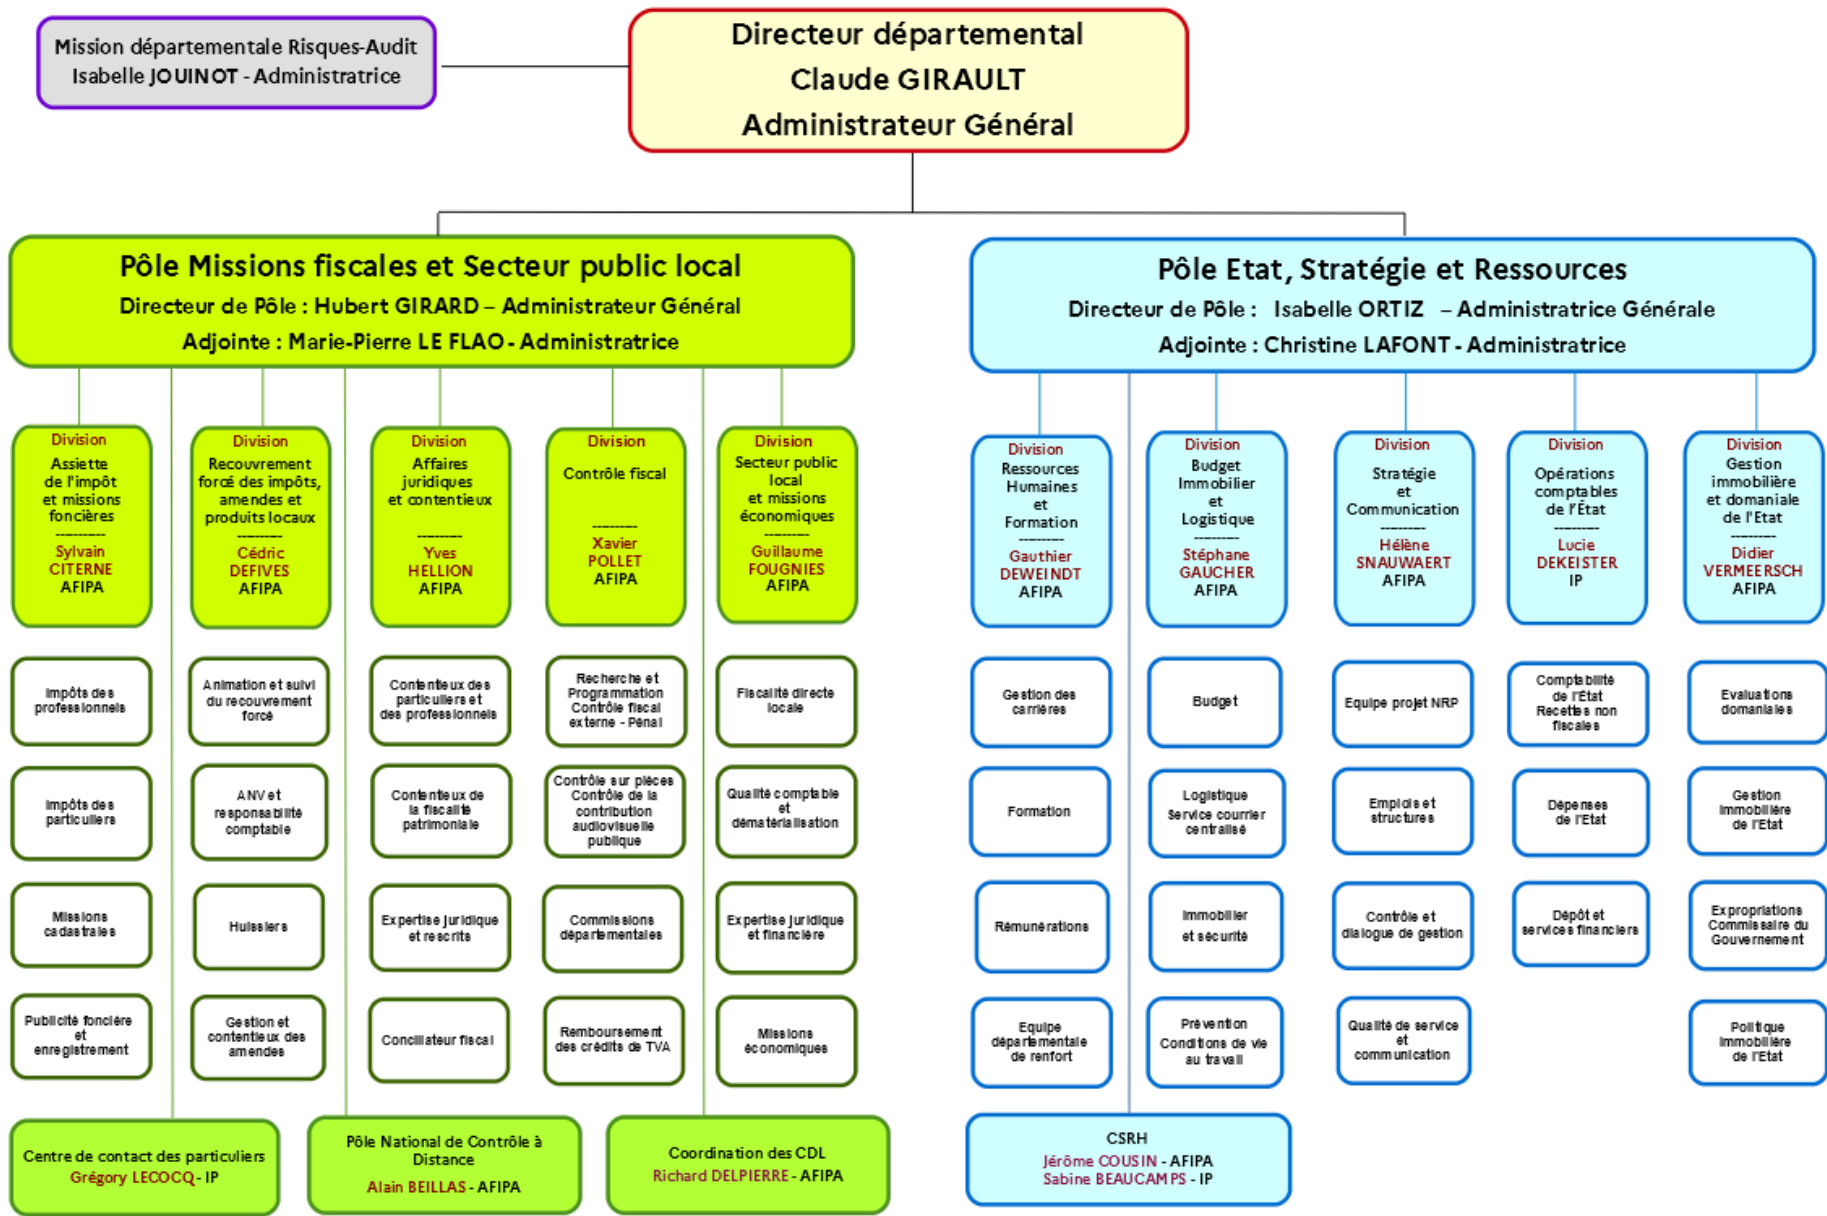 Mission départementale Risques-Audit
Isabelle JOUINOT - Administratrice
Directeur départemental
Claude GIRAULT
Administrateur Général
Pôle Missions fiscales et Secteur public local
Directeur de Pôle : Hubert GIRARD – Administrateur Général
Adjointe : Marie-Pierre LE FLAO - Administratrice
Pôle Etat, Stratégie et Ressources
Directeur de Pôle : Isabelle ORTIZ – Administratrice Générale
Adjointe : Christine LAFONT - Administratrice
Division
Assiette
de l'impôt
et missions
foncières
----------
Sylvain
CITERNE
AFIPA
Division
Recouvrement
forcé des impôts,
amendes et
produits locaux
----------
Cédric
DEFIVES
AFIPA
Division
Affaires
juridiques
et contentieux
----------
Yves
HELLION
AFIPA
Division
Contrôle fiscal
----------
Xavier
POLLET
AFIPA
Division
Secteur public
local
et missions
économiques
----------
Guillaume
FOUGNIES
AFIPA
Division
Ressources
Humaines
et
Formation
----------
Gauthier
DEWEINDT
AFIPA
Division
Budget
Immobilier
et
Logistique
----------
Stéphane
GAUCHER
AFIPA
Division
Stratégie
et
Communication
----------
Hélène
SNAUWAERT
AFIPA
Division
Opérations
comptables
de l'État
----------
Lucie
DEKEISTER
IP
Division
Gestion
immobilière
et domaniale
de l'Etat
----------
Didier
VERMEERSCH
AFIPA
Impôts des
professionnels
Animation et suivi
du recouvrement
forcé
Contentieux des
particuliers et
des professionnels
Recherche et
Programmation
Contrôle fiscal
externe - Pénal
Fiscalité directe
locale
Gestion des
carrières
Budget
Equipe projet NRP
Comptabilité
de l'État
Recettes non
fiscales
Evaluations
domaniales
Impôts des
particuliers
ANV et
responsabilité
comptable
Contentieux de
la fiscalité
patrimoniale
Contrôle sur pièces
Contrôle de la
contribution
audiovisuelle
publique
Qualité comptable
et
dématérialisation
Formation
Logistique
Service courrier
centralisé
Emplois et
structures
Dépenses
de l'Etat
Gestion
Immobilière
de l'Etat
Missions
cadastrales
Huissiers
Expertise juridique
et rescrits
Commissions
départementales
Expertise juridique
et financière
Rémunérations
Immobilier
et sécurité
Contrôle et
dialogue de gestion
Dépôt et
services financiers
Expropriations
Commissaire du
Gouvernement
Publicité foncière
et
enregistrement
Gestion et
contentieux des
amendes
Conciliateur fiscal
Remboursement
des crédits de TVA
Missions
économiques
Equipe
départementale
de renfort
Prévention
Conditions de vie
au travail
Qualité de service
et
communication
Politique
Immobilière
de l'Etat
Centre de contact des particuliers
Grégory LECOCQ - IP
Pôle National de Contrôle à
Distance
Alain BEILLAS - AFIPA
Coordination des CDL
Richard DELPIERRE - AFIPA
CSRH
Jérôme COUSIN - AFIPA
Sabine BEAUCAMPS - IP